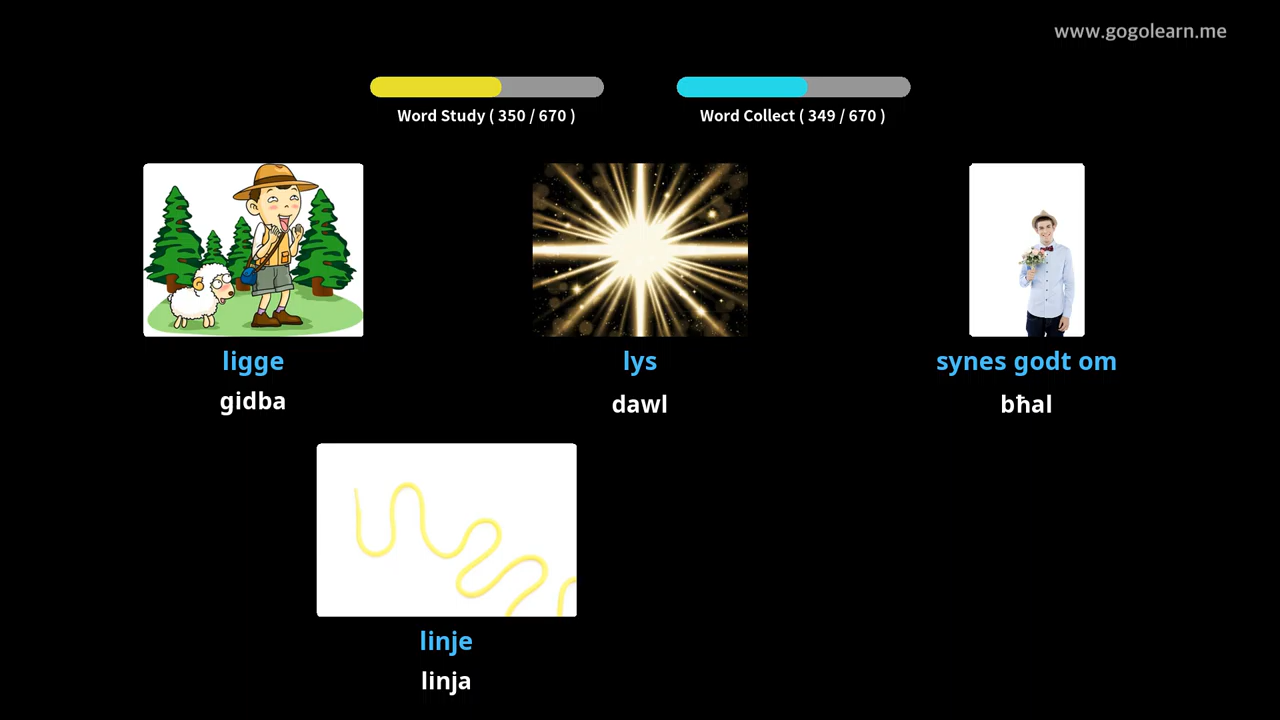 www.gogolearn.me
Word Study ( 350 / 670 )
Word Collect ( 349 / 670 )
ligge
gidba
lys
dawl
synes godt om
bħal
linje
linja